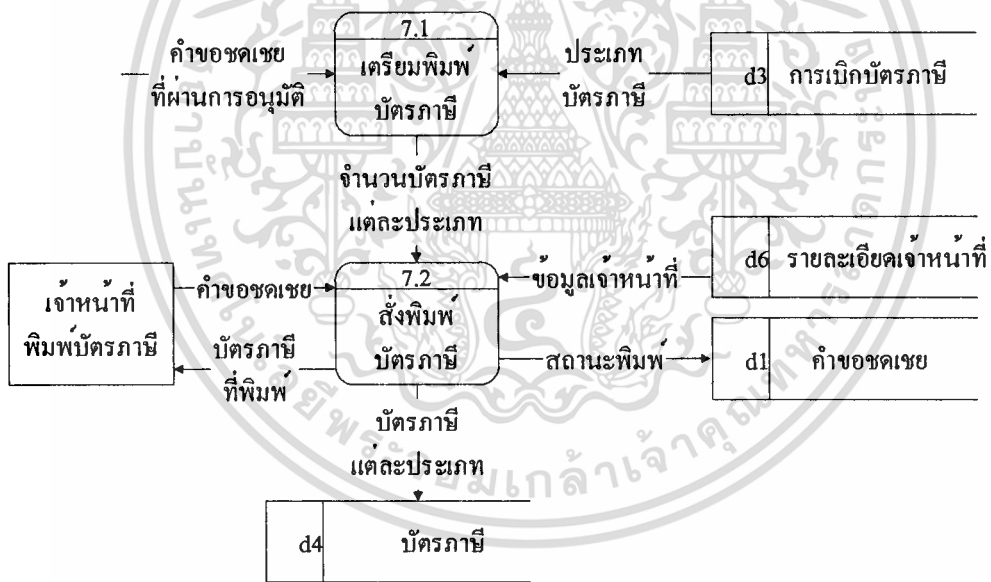 7.1
คำขอชดเชย
ที่ผ่านการอนุมัติ
เตรียมพิมพ์
บัตรภาษี
ประเภท
บัตรภาษี
d3 การเบิกบัตรภาษี
จำนวนบัตรภาษี
แต่ละประเภท
เจ้าหน้าที่
พิมพ์บัตรภาษี
คำขอชดเชย
7.2
สั่งพิมพ์
บัตรภาษี
ข้อมูลเจ้าหน้าที่
d6 รายละเอียดเจ้าหน้าที่
บัตรภาษี
ที่พิมพ์
สถานะพิมพ์
d1 คำขอชดเชย
บัตรภาษี
แต่ละประเภท
d4 บัตรภาษี